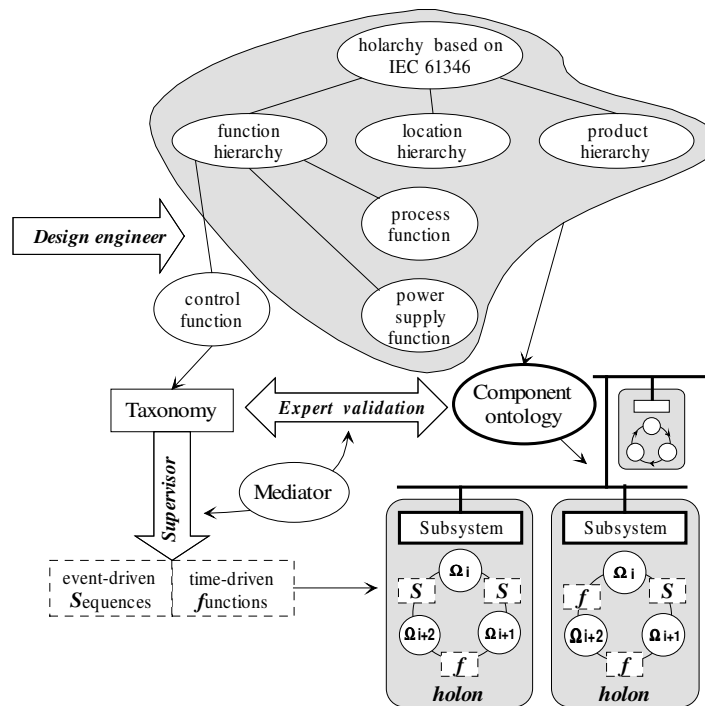 holarchy based on
IEC 61346
function
hierarchy
location
hierarchy
product
hierarchy
process
function
Design engineer
control
function
power
supply
function
Taxonomy
Expert validation
Component
ontology
Supervisor
Mediator
event-driven
Sequences
time-driven
functions
Subsystem
Ωi
S
S
Ωi+2
Ωi+1
f
holon
Subsystem
Ωi
f
S
Ωi+2
Ωi+1
f
holon